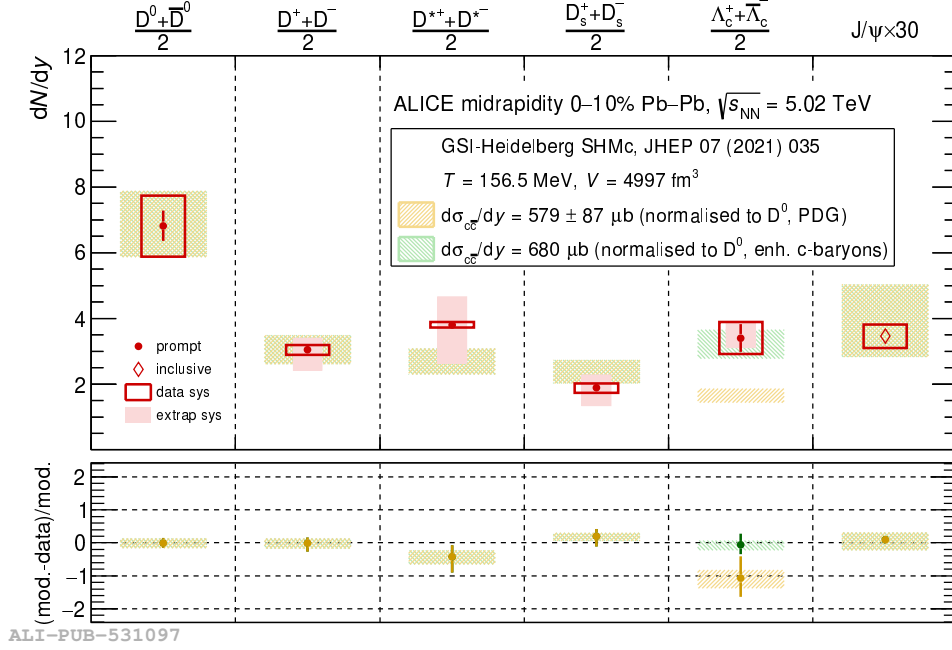 D⁰+D̅⁰ D⁺+D⁻ D*⁺+D*⁻ Dₛ⁺+Dₛ⁻ Λc⁺+Λ̅c⁻ J/ψ×30
2 2 2 2 2
dN/dy
12
10
8
6
4
2
ALICE midrapidity 0−10% Pb−Pb, √sNN = 5.02 TeV
GSI-Heidelberg SHMc, JHEP 07 (2021) 035
T = 156.5 MeV, V = 4997 fm³
dσcc̅/dy = 579 ± 87 μb (normalised to D⁰, PDG)
dσcc̅/dy = 680 μb (normalised to D⁰, enh. c-baryons)
prompt
inclusive
data sys
extrap sys
(mod.-data)/mod.
2
1
0
−1
−2
ALI−PUB−531097